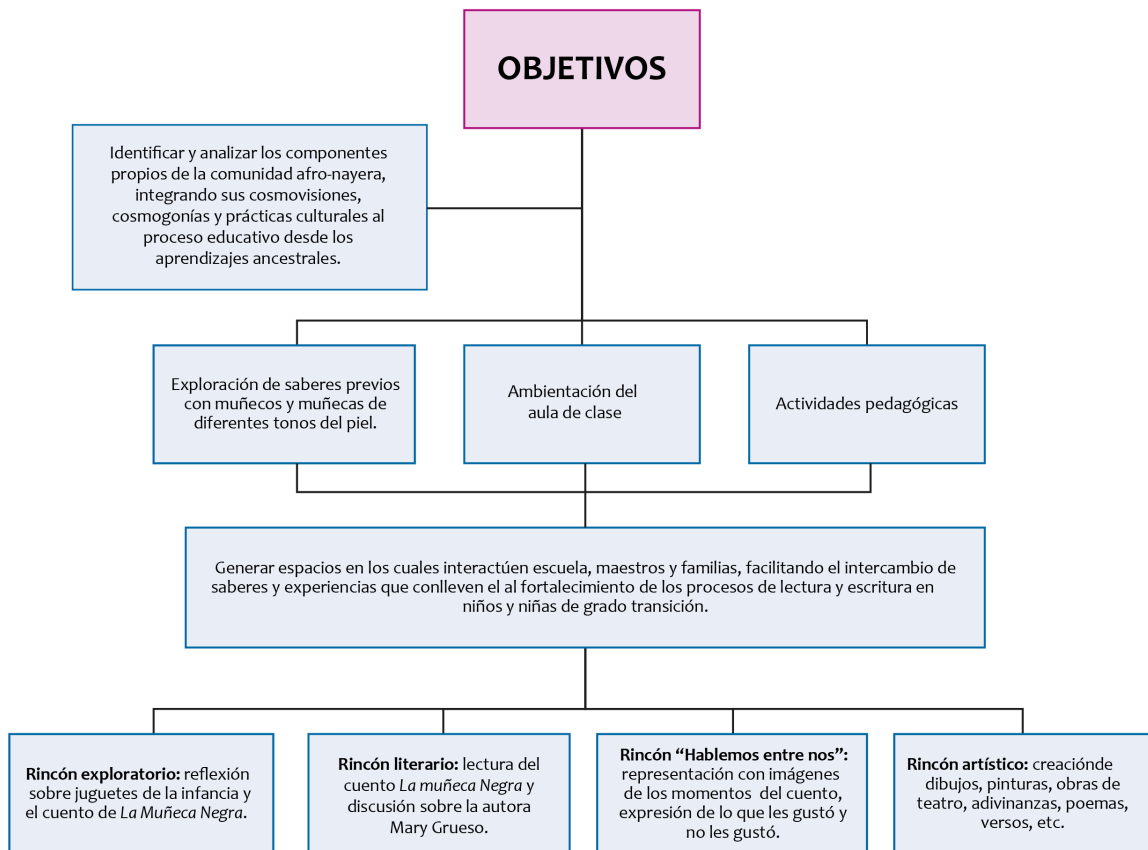 OBJETIVOS
Identificar y analizar los componentes
propios de la comunidad afro-nayera,
integrando sus cosmovisiones,
cosmogonías y prácticas culturales al
proceso educativo desde los
aprendizajes ancestrales.
Exploración de saberes previos
con muñecos y muñecas de
diferentes tonos del piel.
Ambientación del
aula de clase
Actividades pedagógicas
Generar espacios en los cuales interactúen escuela, maestros y familias, facilitando el intercambio de
saberes y experiencias que conlleven el al fortalecimiento de los procesos de lectura y escritura en
niños y niñas de grado transición.
Rincón exploratorio: reflexión
sobre juguetes de la infancia y
el cuento de La Muñeca Negra.
Rincón literario: lectura del
cuento La muñeca Negra y
discusión sobre la autora
Mary Grueso.
Rincón “Hablemos entre nos”:
representación con imágenes
de los momentos del cuento,
expresión de lo que les gustó y
no les gustó.
Rincón artístico: creaciónde
dibujos, pinturas, obras de
teatro, adivinanzas, poemas,
versos, etc.